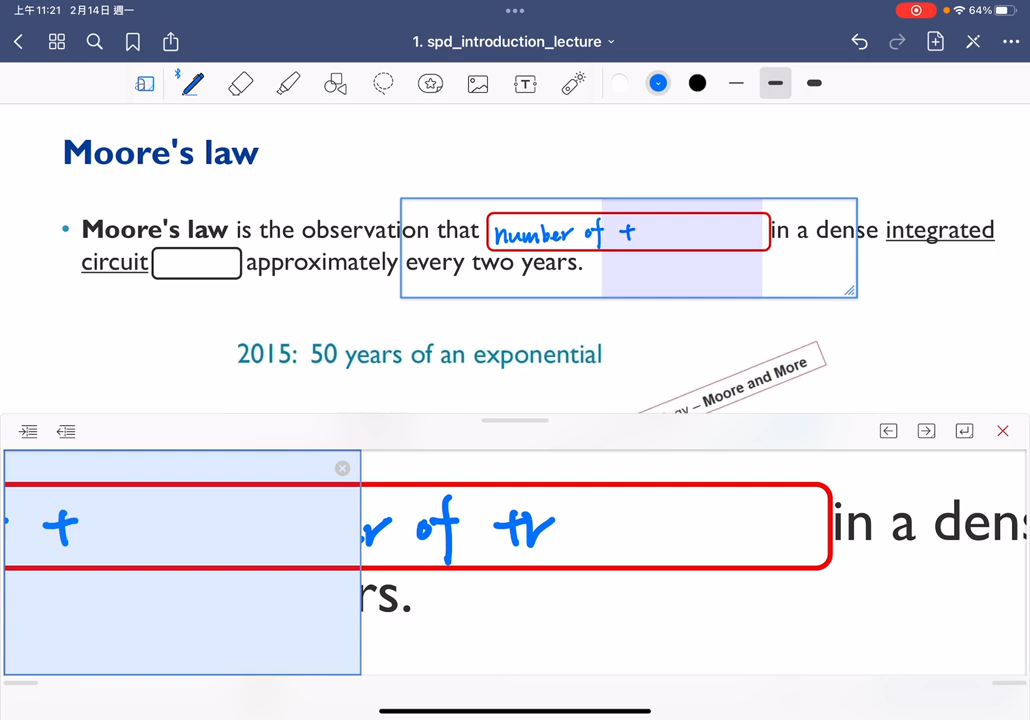 上午11:21 2月14日 週一
64%
1. spd_introduction_lecture
Moore's law
• Moore's law is the observation that number of t in a dense integrated
circuit approximately every two years.
2015: 50 years of an exponential
– Moore and More
+ r of tr in a dens
rs.